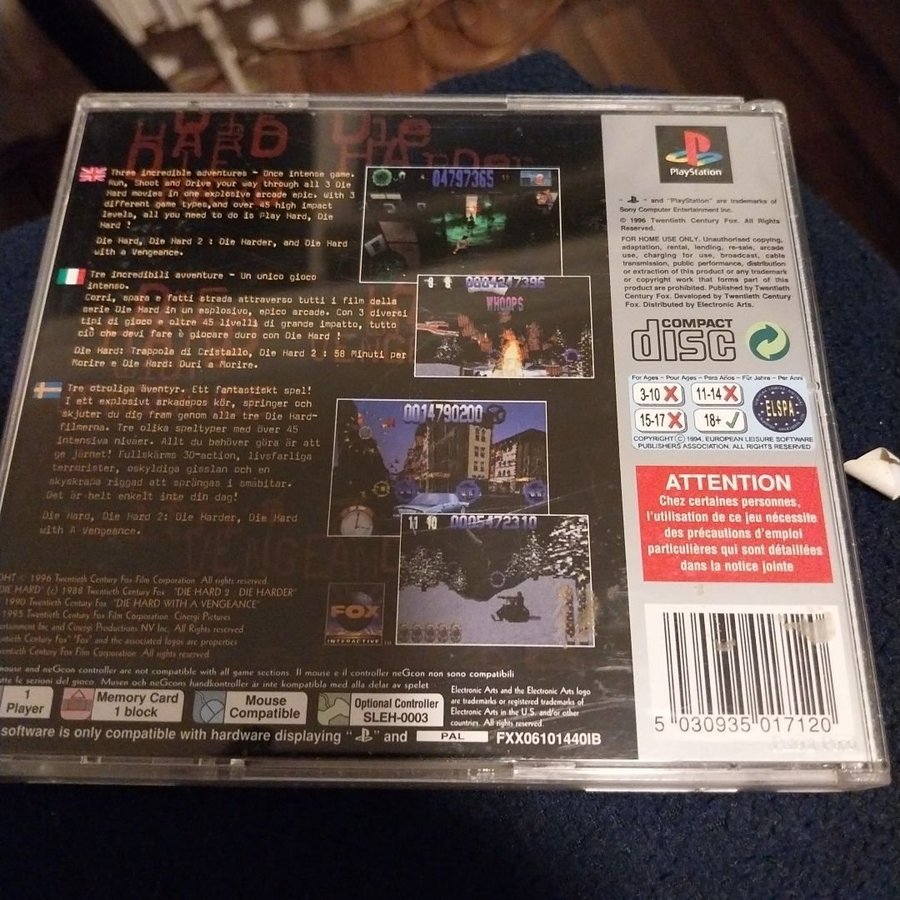 Die
HARD Die
DIE HArDer
Three incredible adventures - Once intense game.
Run, Shoot and Drive your way through all 3 Die
Hard movies in one explosive arcade epic. with 3
different game types,and over 45 high impact
levels, all you need to do is Play Hard, Die
Hard !
Die Hard, Die Hard 2 : Die Harder, and Die Hard
with a Vengeance.
Tre incredibili avventure - Un unico gioco
intenso.
Corri, spara e fatti strada attraverso tutti i film della
serie Die Hard in un esplosivo, epico arcade. Con 3 diversi
tipi di gioco e oltre 45 livelli di grande impatto, tutto
ciò che devi fare è giocare duro con Die Hard !
Die Hard: Trappola di Cristallo, Die Hard 2 : 58 Minuti per
Morire e Die Hard: Duri a Morire.
Tre otroliga äventyr. Ett fantastiskt spel!
I ett explosivt arkadepos kör, springer och
skjuter du dig fram genom alla tre Die Hard-
filmerna. Tre olika speltyper med över 45
intensiva nivåer. Allt du behöver göra är att
ge järnet! Fullskärms 3D-action, livsfarliga
terrorister, oskyldiga gisslan och en
skyskrapa riggad att sprängas i småbitar.
Det är helt enkelt inte din dag!
Die Hard, Die Hard 2: Die Harder, Die Hard
with A vengeance.
04797365
0004247396
WHOOPS
0014790200
11 10 0005472310
© 1996 Twentieth Century Fox Film Corporation. All rights reserved.
"DIE HARD" (c) 1988 Twentieth Century Fox. "DIE HARD 2 : DIE HARDER"
1990 Twentieth Century Fox. "DIE HARD WITH A VENGEANCE"
1995 Twentieth Century Fox Film Corporation. Cinergi Pictures
Entertainment Inc and Cinergi Productions NV Inc. All Rights reserved.
Twentieth Century Fox "Fox" and the associated logos are properties
Twentieth Century Fox Film Corporation. All rights reserved
FOX
INTERACTIVE
mouse and neGcon controller are not compatible with all game sections. Il mouse e il controller neGcon non sono compatibili
tutte le sezioni del gioco. Musen och neGcons handkontroller är inte kompatibla med alla delar av spelet
1
Player
Memory Card
1 block
Mouse
Compatible
Optional Controller
SLEH-0003
Electronic Arts and the Electronic Arts logo
are trademarks or registered trademarks of
Electronic Arts in the U.S. and/or other
countries. All rights reserved.
software is only compatible with hardware displaying " " and PAL FXX06101440IB
PlayStation
" " and "PlayStation" are trademarks of
Sony Computer Entertainment Inc.
© 1996 Twentieth Century Fox. All Rights
Reserved.
FOR HOME USE ONLY. Unauthorised copying,
adaptation, rental, lending, re-sale, arcade
use, charging for use, broadcast, cable
transmission, public performance, distribution
or extraction of this product or any trademark
or copyright work that forms part of this
product are prohibited. Published by Twentieth
Century Fox. Developed by Twentieth Century
Fox. Distributed by Electronic Arts.
COMPACT
disc
For Ages - Pour Ages - Para Años - Für Jahre - Per Anni
3-10 11-14
15-17 18+
ELSPA
COPYRIGHT © 1994, EUROPEAN LEISURE SOFTWARE
PUBLISHERS ASSOCIATION. ALL RIGHTS RESERVED
ATTENTION
Chez certaines personnes,
l'utilisation de ce jeu nécessite
des précautions d'emploi
particulières qui sont détaillées
dans la notice jointe
5 030935 017120